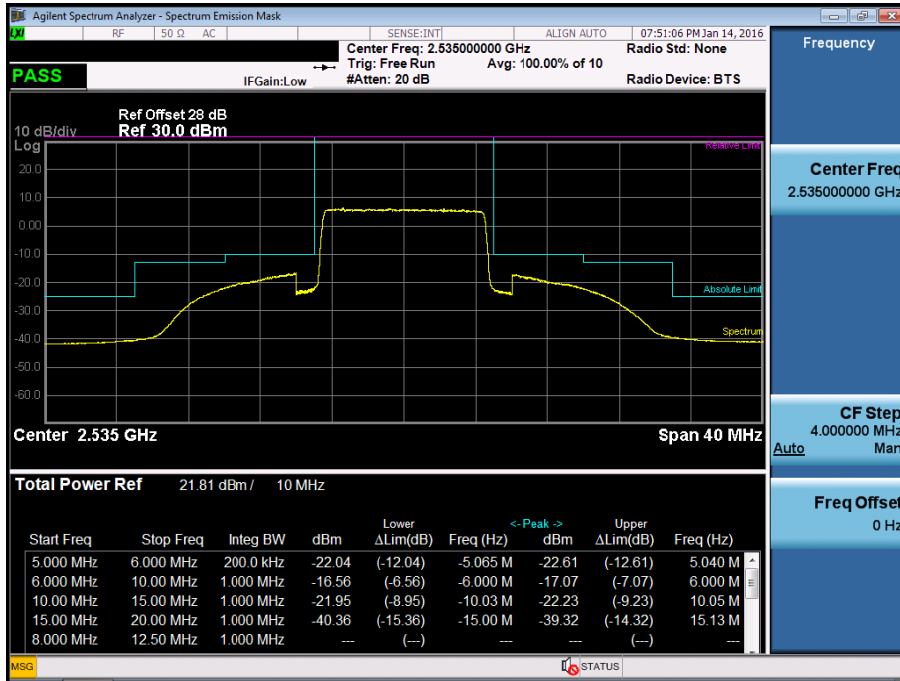 Agilent Spectrum Analyzer - Spectrum Emission Mask
LXI RF 50 Ω AC SENSE:INT ALIGN AUTO 07:51:06 PM Jan 14, 2016
Center Freq: 2.535000000 GHz Radio Std: None
Trig: Free Run Avg: 100.00% of 10
PASS IFGain:Low #Atten: 20 dB Radio Device: BTS
Ref Offset 28 dB
10 dB/div Ref 30.0 dBm
Log
Relative Limit
20.0
10.0
0.00
-10.0
-20.0
Absolute Limit
-30.0
Spectrum
-40.0
-50.0
-60.0
Center 2.535 GHz Span 40 MHz
Total Power Ref 21.81 dBm / 10 MHz
Lower <-Peak -> Upper
Start Freq Stop Freq Integ BW dBm ΔLim(dB) Freq (Hz) dBm ΔLim(dB) Freq (Hz)
5.000 MHz 6.000 MHz 200.0 kHz -22.04 (-12.04) -5.065 M -22.61 (-12.61) 5.040 M
6.000 MHz 10.00 MHz 1.000 MHz -16.56 (-6.56) -6.000 M -17.07 (-7.07) 6.000 M
10.00 MHz 15.00 MHz 1.000 MHz -21.95 (-8.95) -10.03 M -22.23 (-9.23) 10.05 M
15.00 MHz 20.00 MHz 1.000 MHz -40.36 (-15.36) -15.00 M -39.32 (-14.32) 15.13 M
8.000 MHz 12.50 MHz 1.000 MHz --- (---) --- --- (---) ---
MSG STATUS
Frequency
Center Freq
2.535000000 GHz
CF Step
4.000000 MHz
Auto Man
Freq Offset
0 Hz